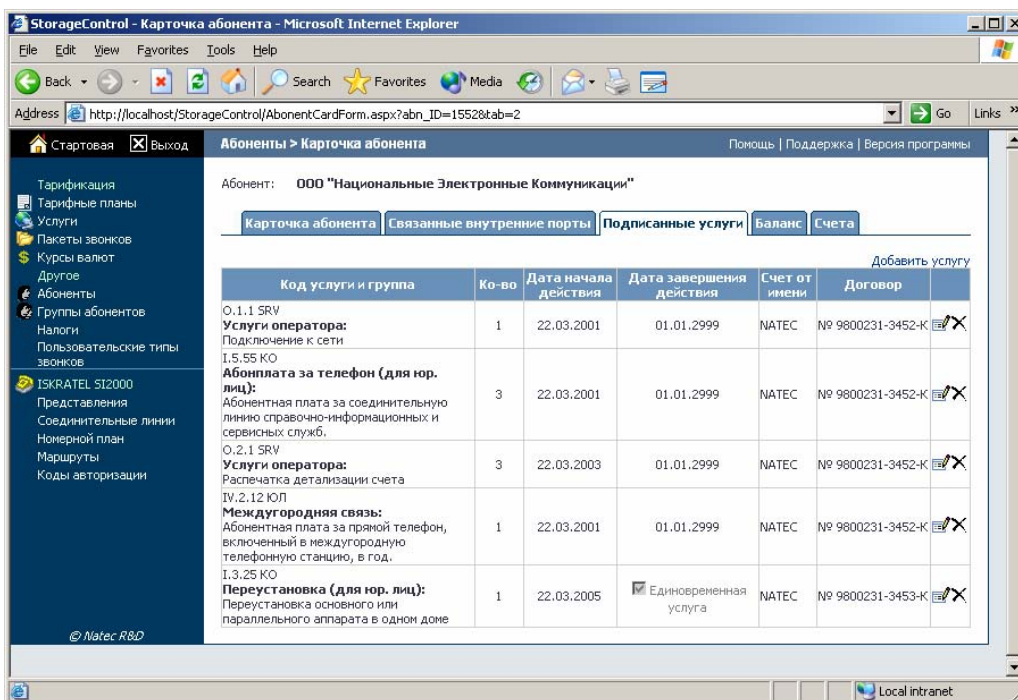 StorageControl - Карточка абонента - Microsoft Internet Explorer
File Edit View Favorites Tools Help
Back Search Favorites Media
Address http://localhost/StorageControl/AbonentCardForm.aspx?abn_ID=1552&tab=2 Go Links »
Стартовая Выход
Абоненты > Карточка абонента
Помощь | Поддержка | Версия программы
Тарификация
Тарифные планы
Услуги
Пакеты звонков
Курсы валют
Другое
Абоненты
Группы абонентов
Налоги
Пользовательские типы
звонков
ISKRATEL SI2000
Представления
Соединительные линии
Номерной план
Маршруты
Коды авторизации
© Natec R&D
Абонент: ООО "Национальные Электронные Коммуникации"
Карточка абонента Связанные внутренние порты Подписанные услуги Баланс Счета
Добавить услугу
Код услуги и группа
Ко-во
Дата начала
действия
Дата завершения
действия
Счет от
имени
Договор
O.1.1 SRV
Услуги оператора:
Подключение к сети
1 22.03.2001 01.01.2999 NATEC № 9800231-3452-К
I.5.55 КО
Абонплата за телефон (для юр.
лиц):
Абонентная плата за соединительную
линию справочно-информационных и
сервисных служб.
3 22.03.2001 01.01.2999 NATEC № 9800231-3452-К
O.2.1 SRV
Услуги оператора:
Распечатка детализации счета
3 22.03.2003 01.01.2999 NATEC № 9800231-3452-К
IV.2.12 ЮЛ
Междугородняя связь:
Абонентная плата за прямой телефон,
включенный в междугородную
телефонную станцию, в год.
1 22.03.2001 01.01.2999 NATEC № 9800231-3452-К
I.3.25 КО
Переустановка (для юр. лиц):
Переустановка основного или
параллельного аппарата в одном доме
1 22.03.2005 Единовременная
услуга
NATEC № 9800231-3453-К
Local intranet